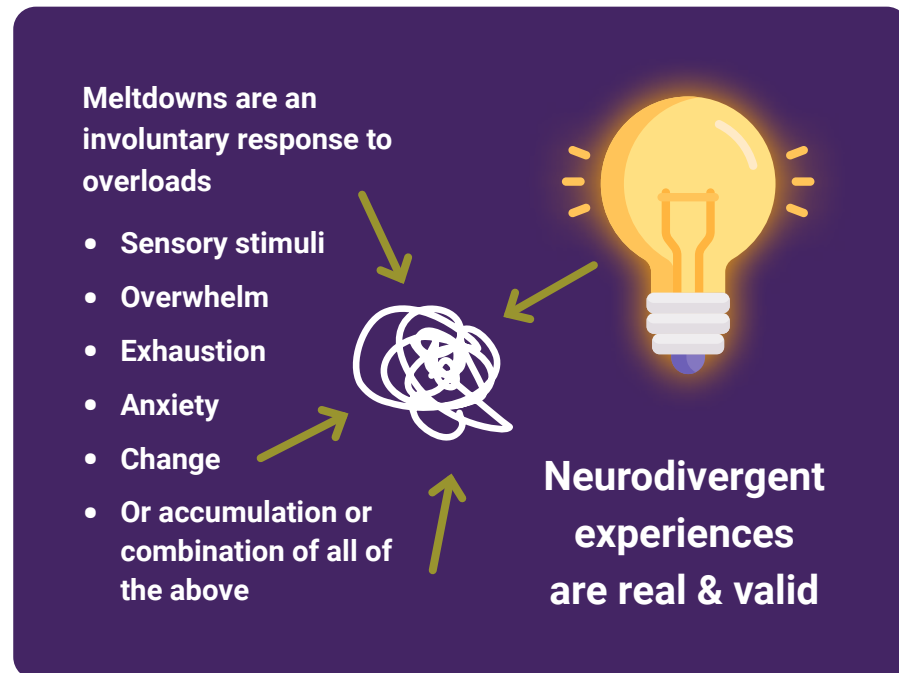 Meltdowns are an
involuntary response to
overloads
• Sensory stimuli
• Overwhelm
• Exhaustion
• Anxiety
• Change
• Or accumulation or
combination of all of
the above
Neurodivergent
experiences
are real & valid